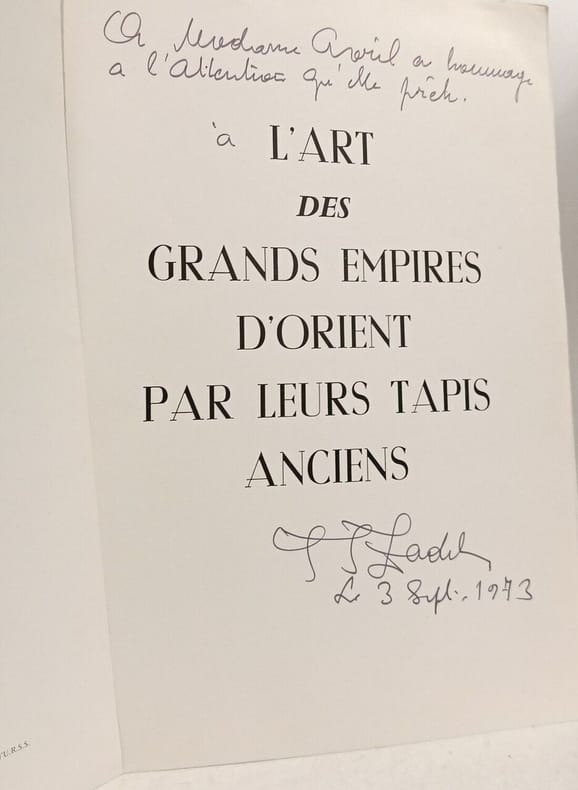 A Madame Avril en hommage
a l'attention qu'elle prête.
à L'ART
DES
GRANDS EMPIRES
D'ORIENT
PAR LEURS TAPIS
ANCIENS
Le 3 Sept. 1973
U.R.S.S.